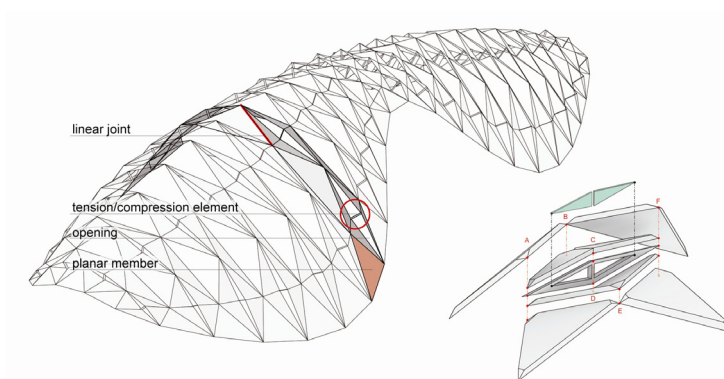 linear joint
tension/compression element
opening
planar member
A
B
F
C
D
E